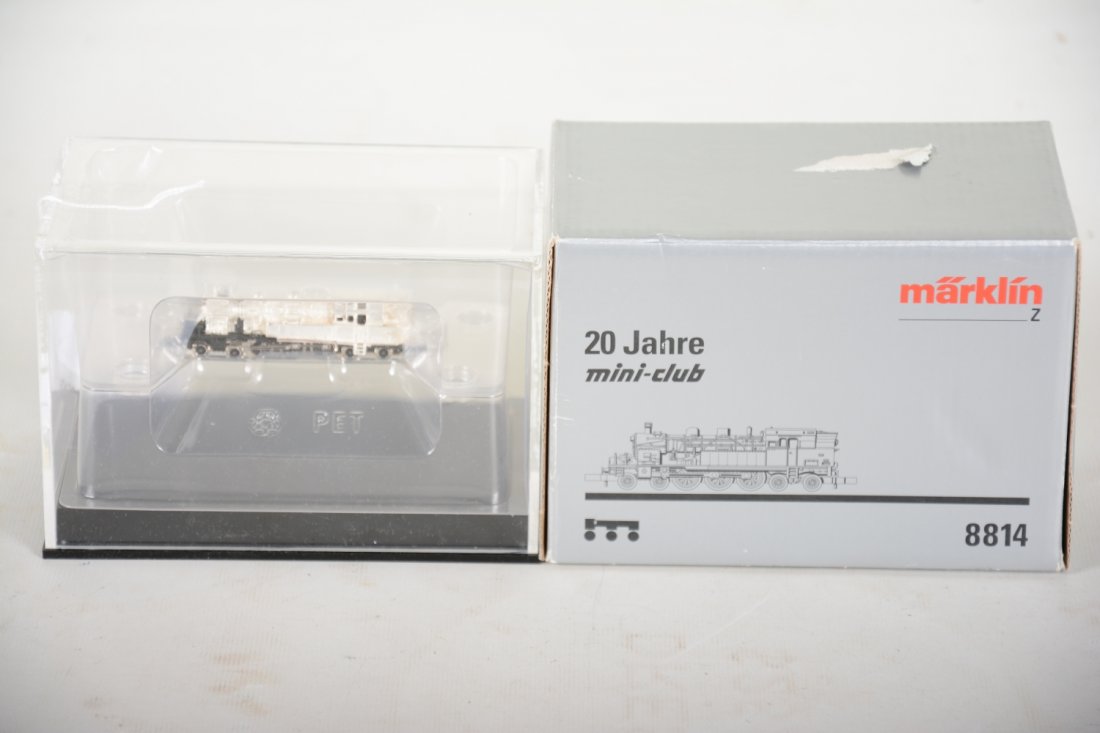 PET
märklin
Z
20 Jahre
mini-club
8814